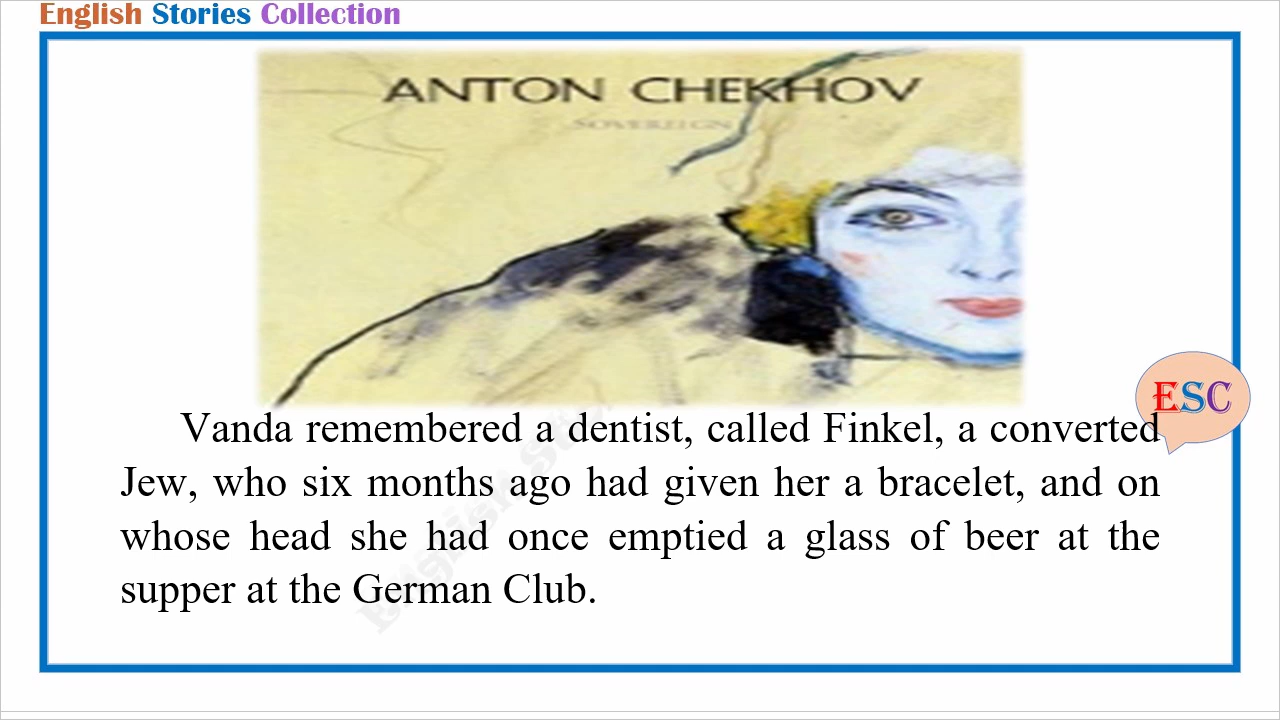 English Stories Collection
ANTON CHEKHOV
SOVEREIGN
ESC
Vanda remembered a dentist, called Finkel, a converted
Jew, who six months ago had given her a bracelet, and on
whose head she had once emptied a glass of beer at the
supper at the German Club.